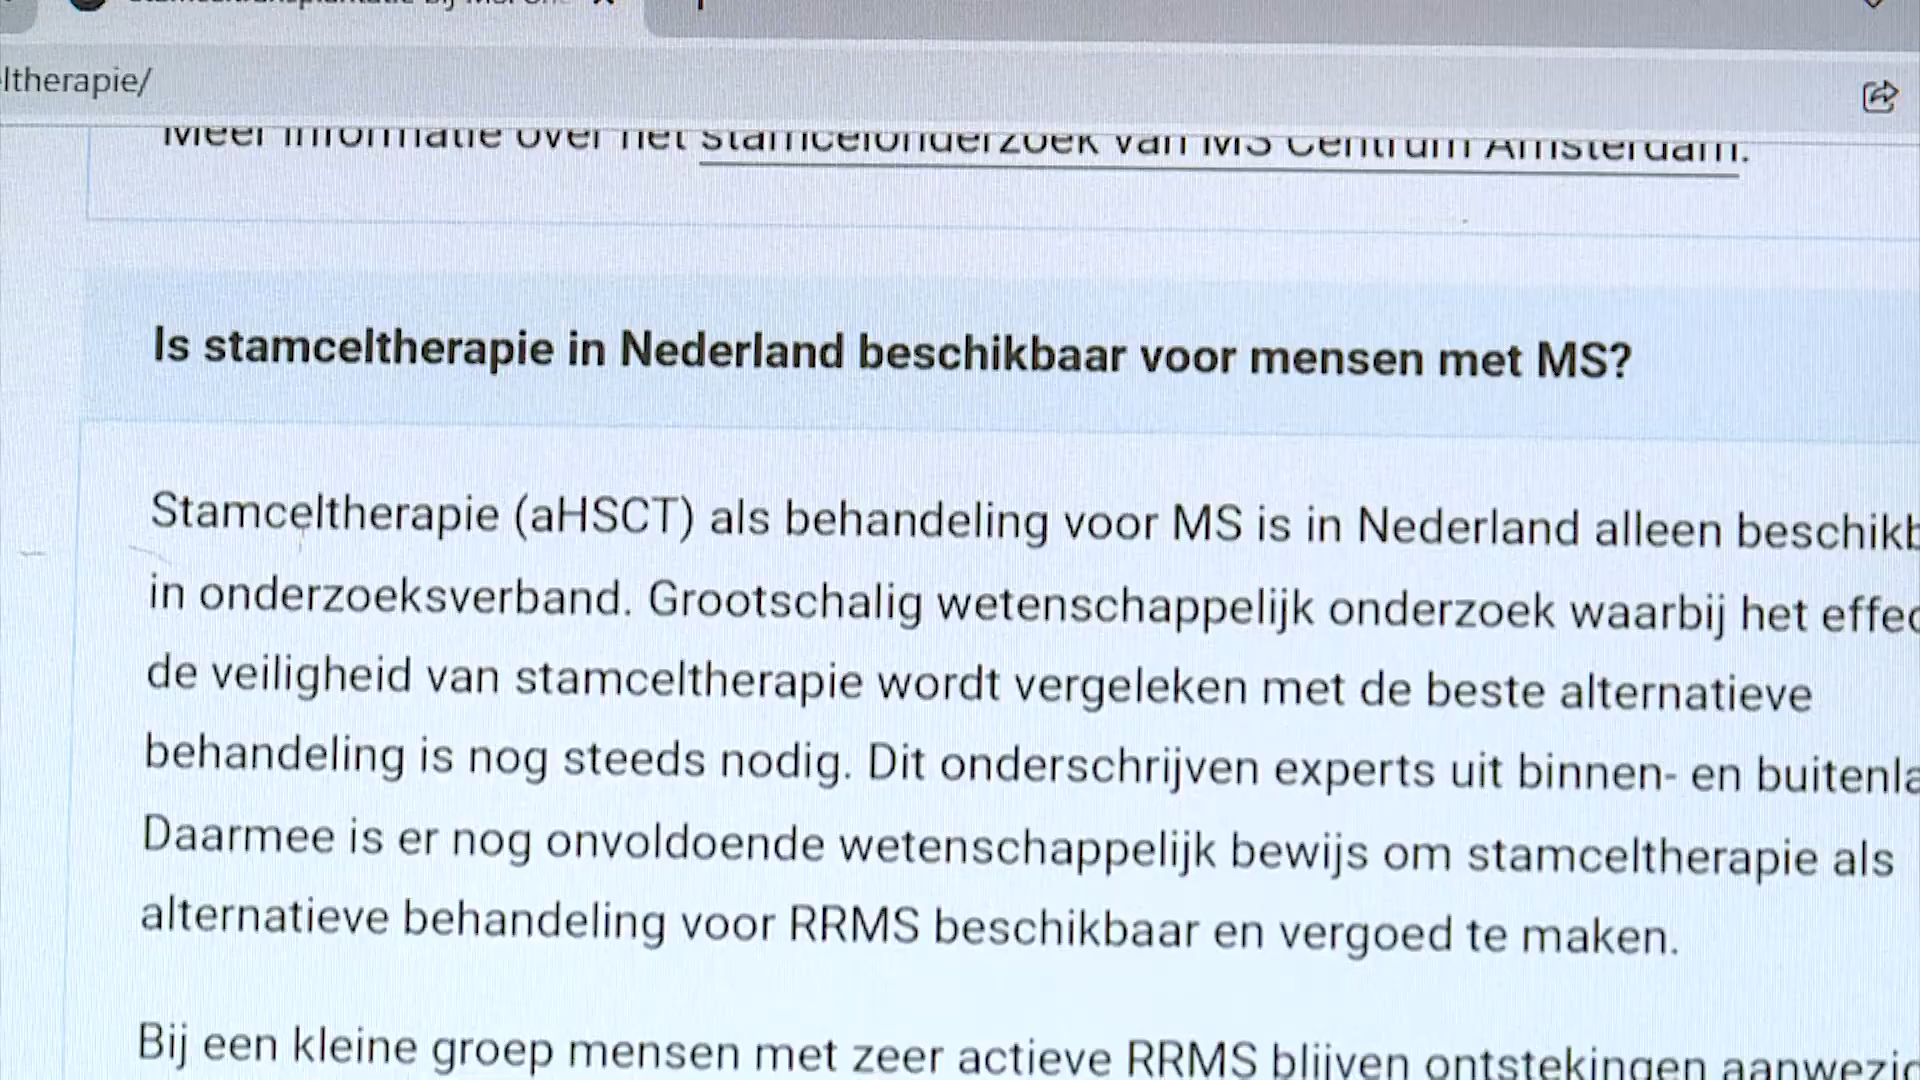 ltherapie/
Meer informatie over het stamcelonderzoek van MS Centrum Amsterdam.
Is stamceltherapie in Nederland beschikbaar voor mensen met MS?
Stamceltherapie (aHSCT) als behandeling voor MS is in Nederland alleen beschikb
in onderzoeksverband. Grootschalig wetenschappelijk onderzoek waarbij het effec
de veiligheid van stamceltherapie wordt vergeleken met de beste alternatieve
behandeling is nog steeds nodig. Dit onderschrijven experts uit binnen- en buitenla
Daarmee is er nog onvoldoende wetenschappelijk bewijs om stamceltherapie als
alternatieve behandeling voor RRMS beschikbaar en vergoed te maken.
Bij een kleine groep mensen met zeer actieve RRMS blijven ontstekingen aanwezig